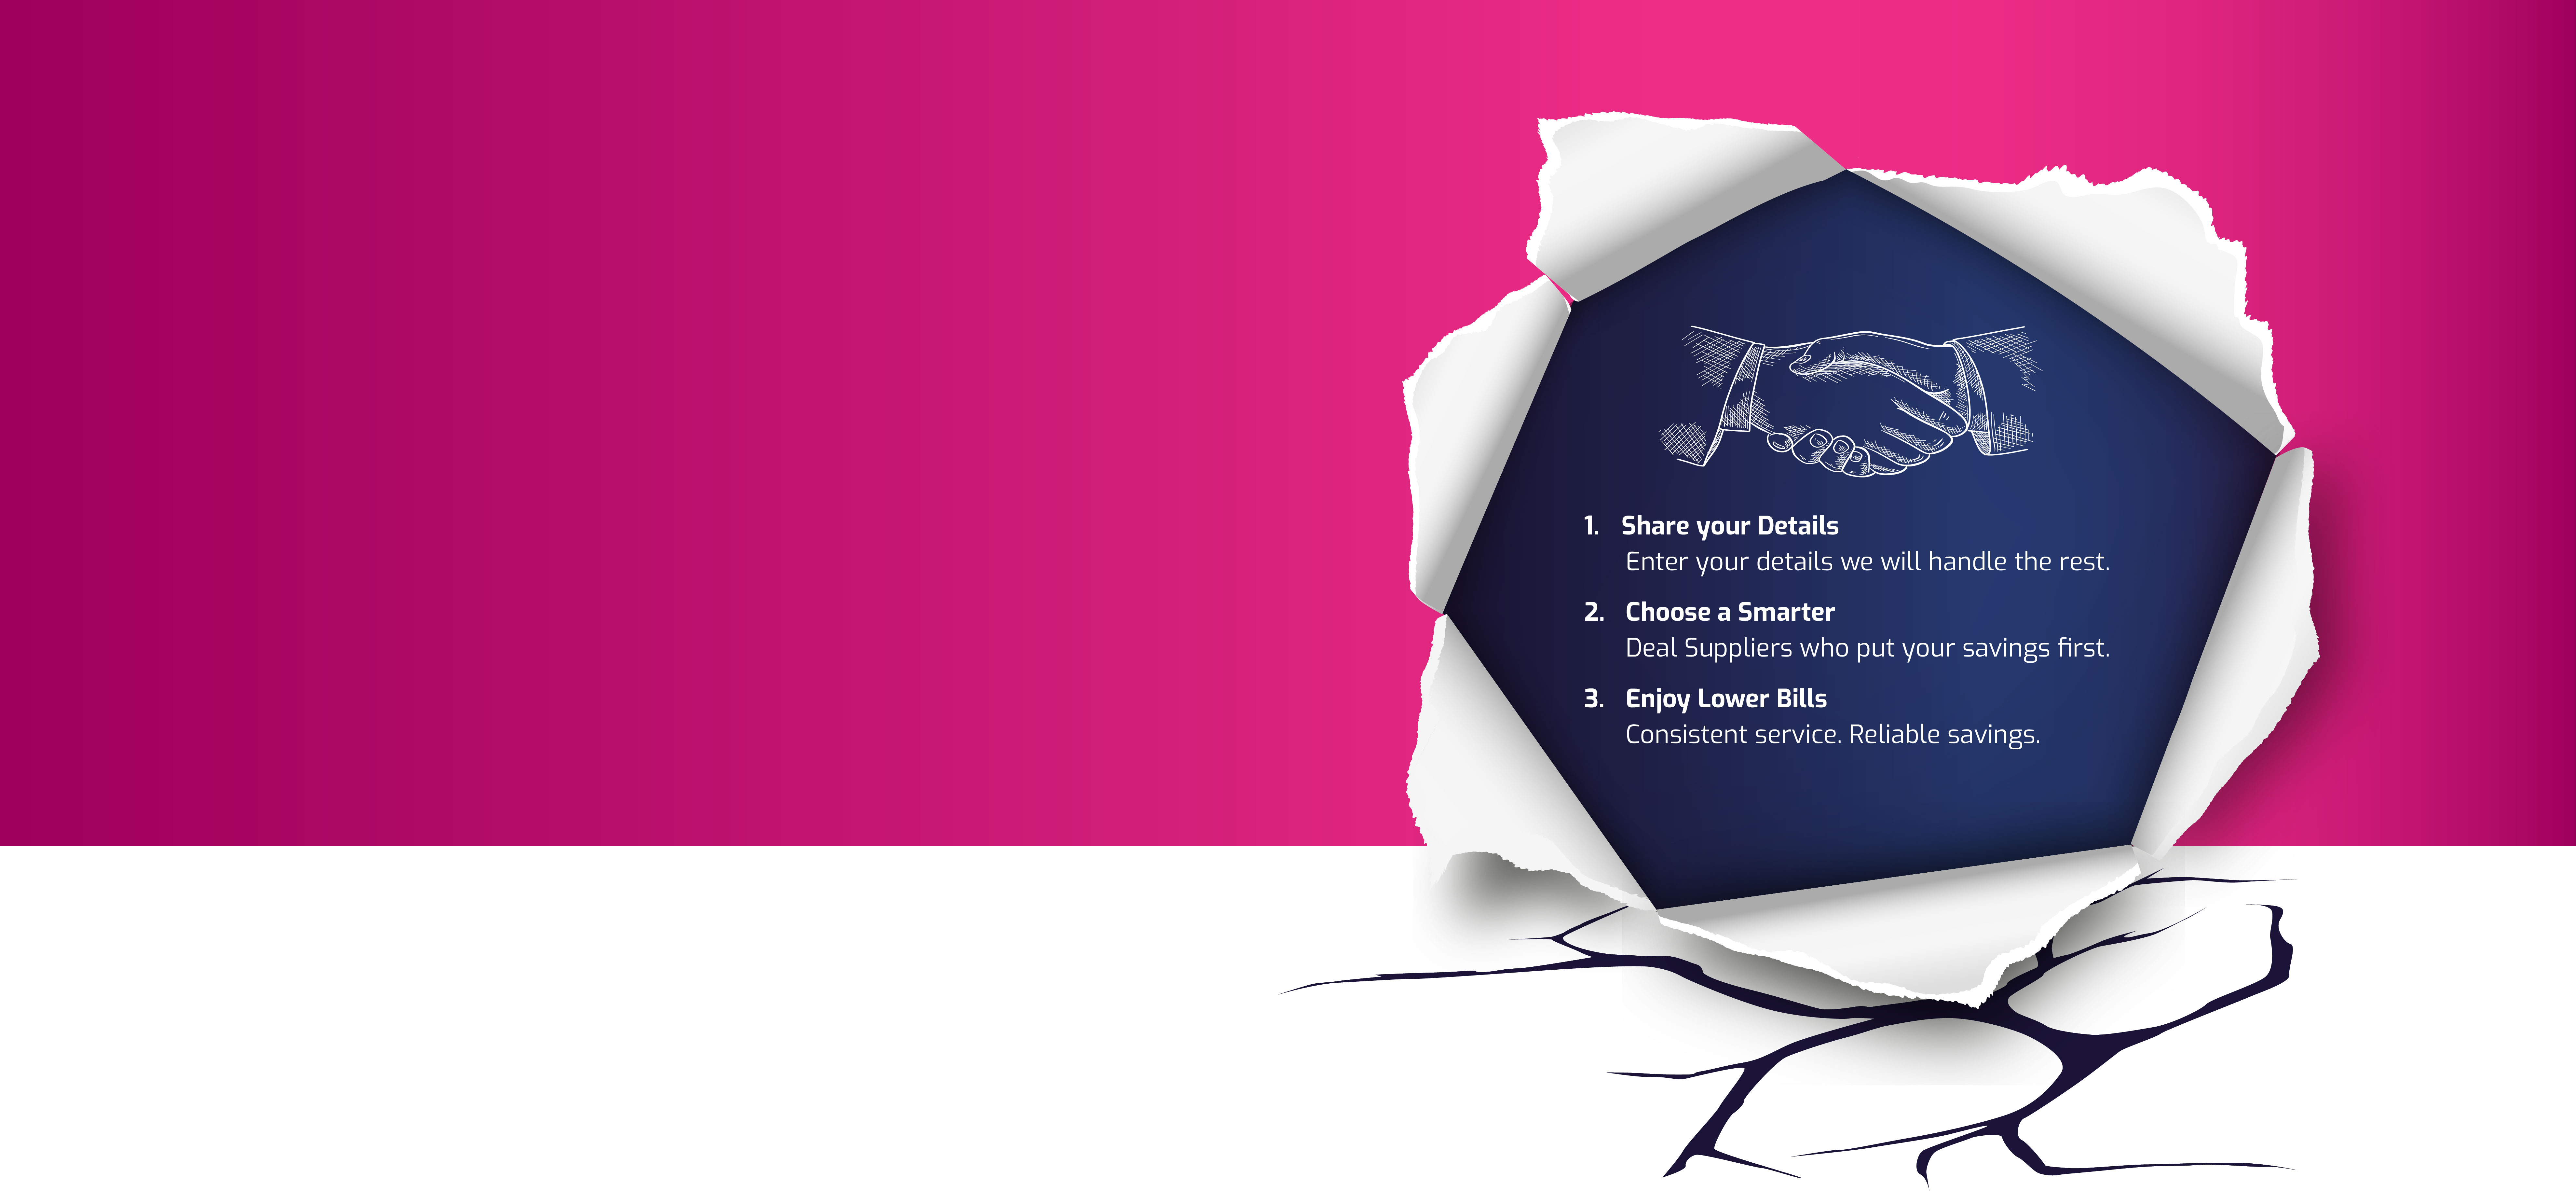 1. Share your Details
Enter your details we will handle the rest.
2. Choose a Smarter
Deal Suppliers who put your savings first.
3. Enjoy Lower Bills
Consistent service. Reliable savings.